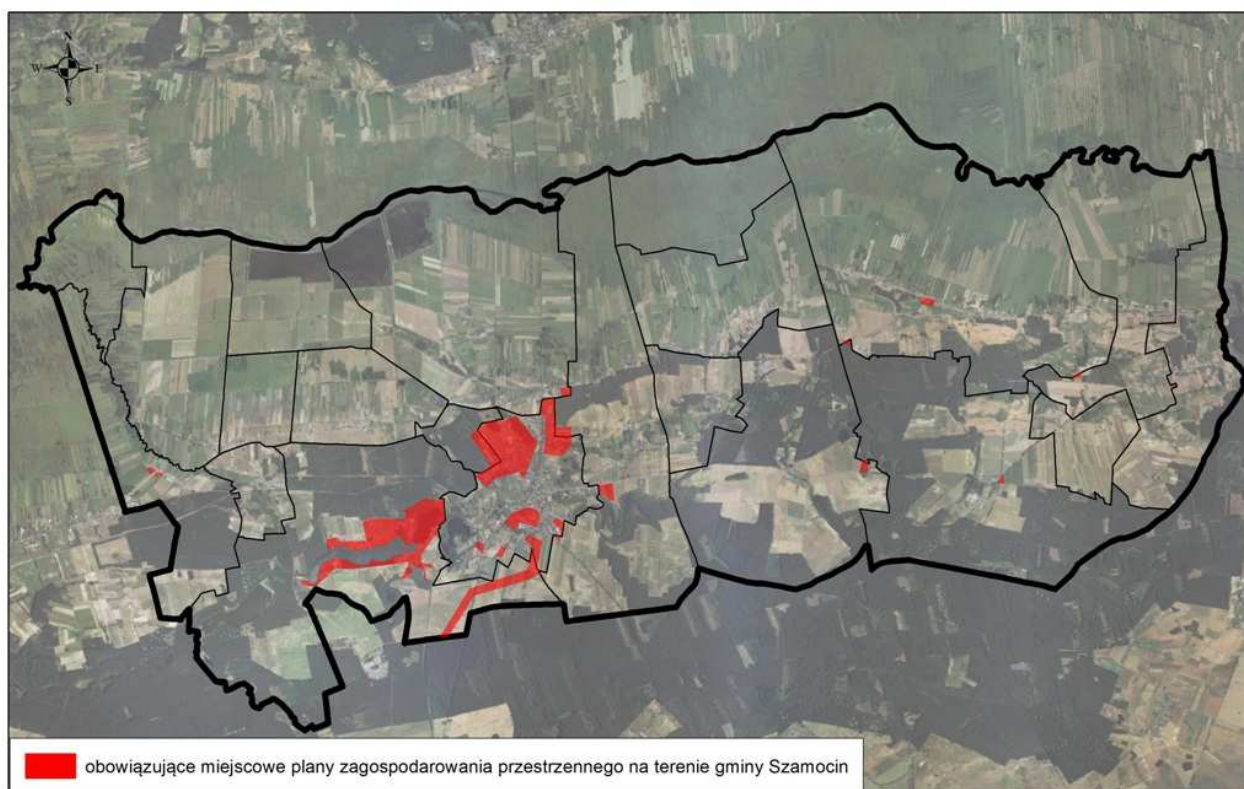 N
W E
S
obowiązujące miejscowe plany zagospodarowania przestrzennego na terenie gminy Szamocin